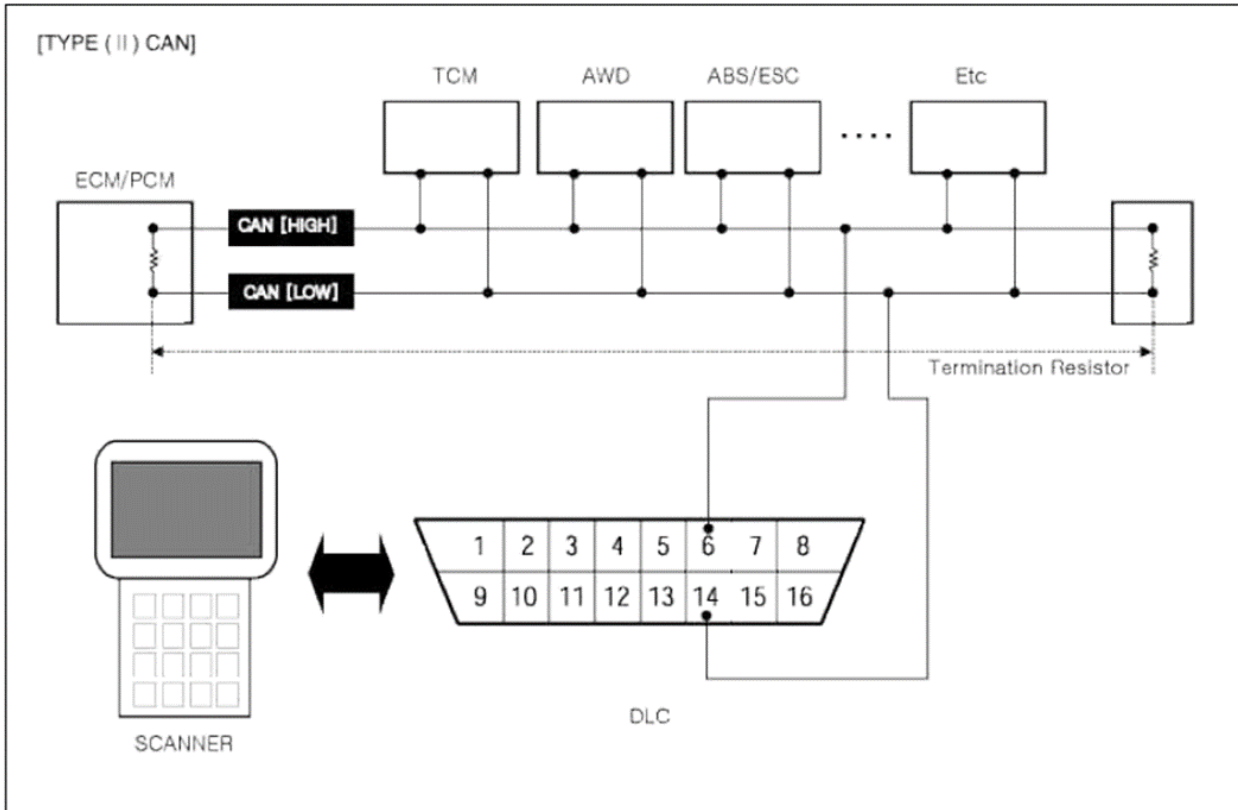 [TYPE (Ⅱ) CAN]
TCM AWD ABS/ESC Etc
ECM/PCM
CAN [HIGH]
CAN [LOW]
Termination Resistor
1 2 3 4 5 6 7 8
9 10 11 12 13 14 15 16
DLC
SCANNER